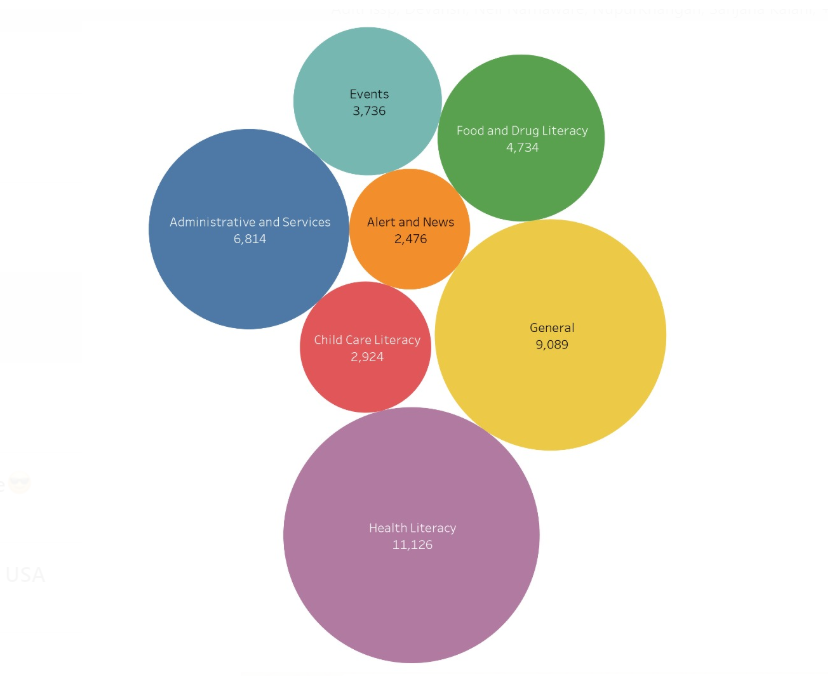 Events
3,736
Food and Drug Literacy
4,734
Administrative and Services
6,814
Alert and News
2,476
General
9,089
Child Care Literacy
2,924
Health Literacy
11,126
USA